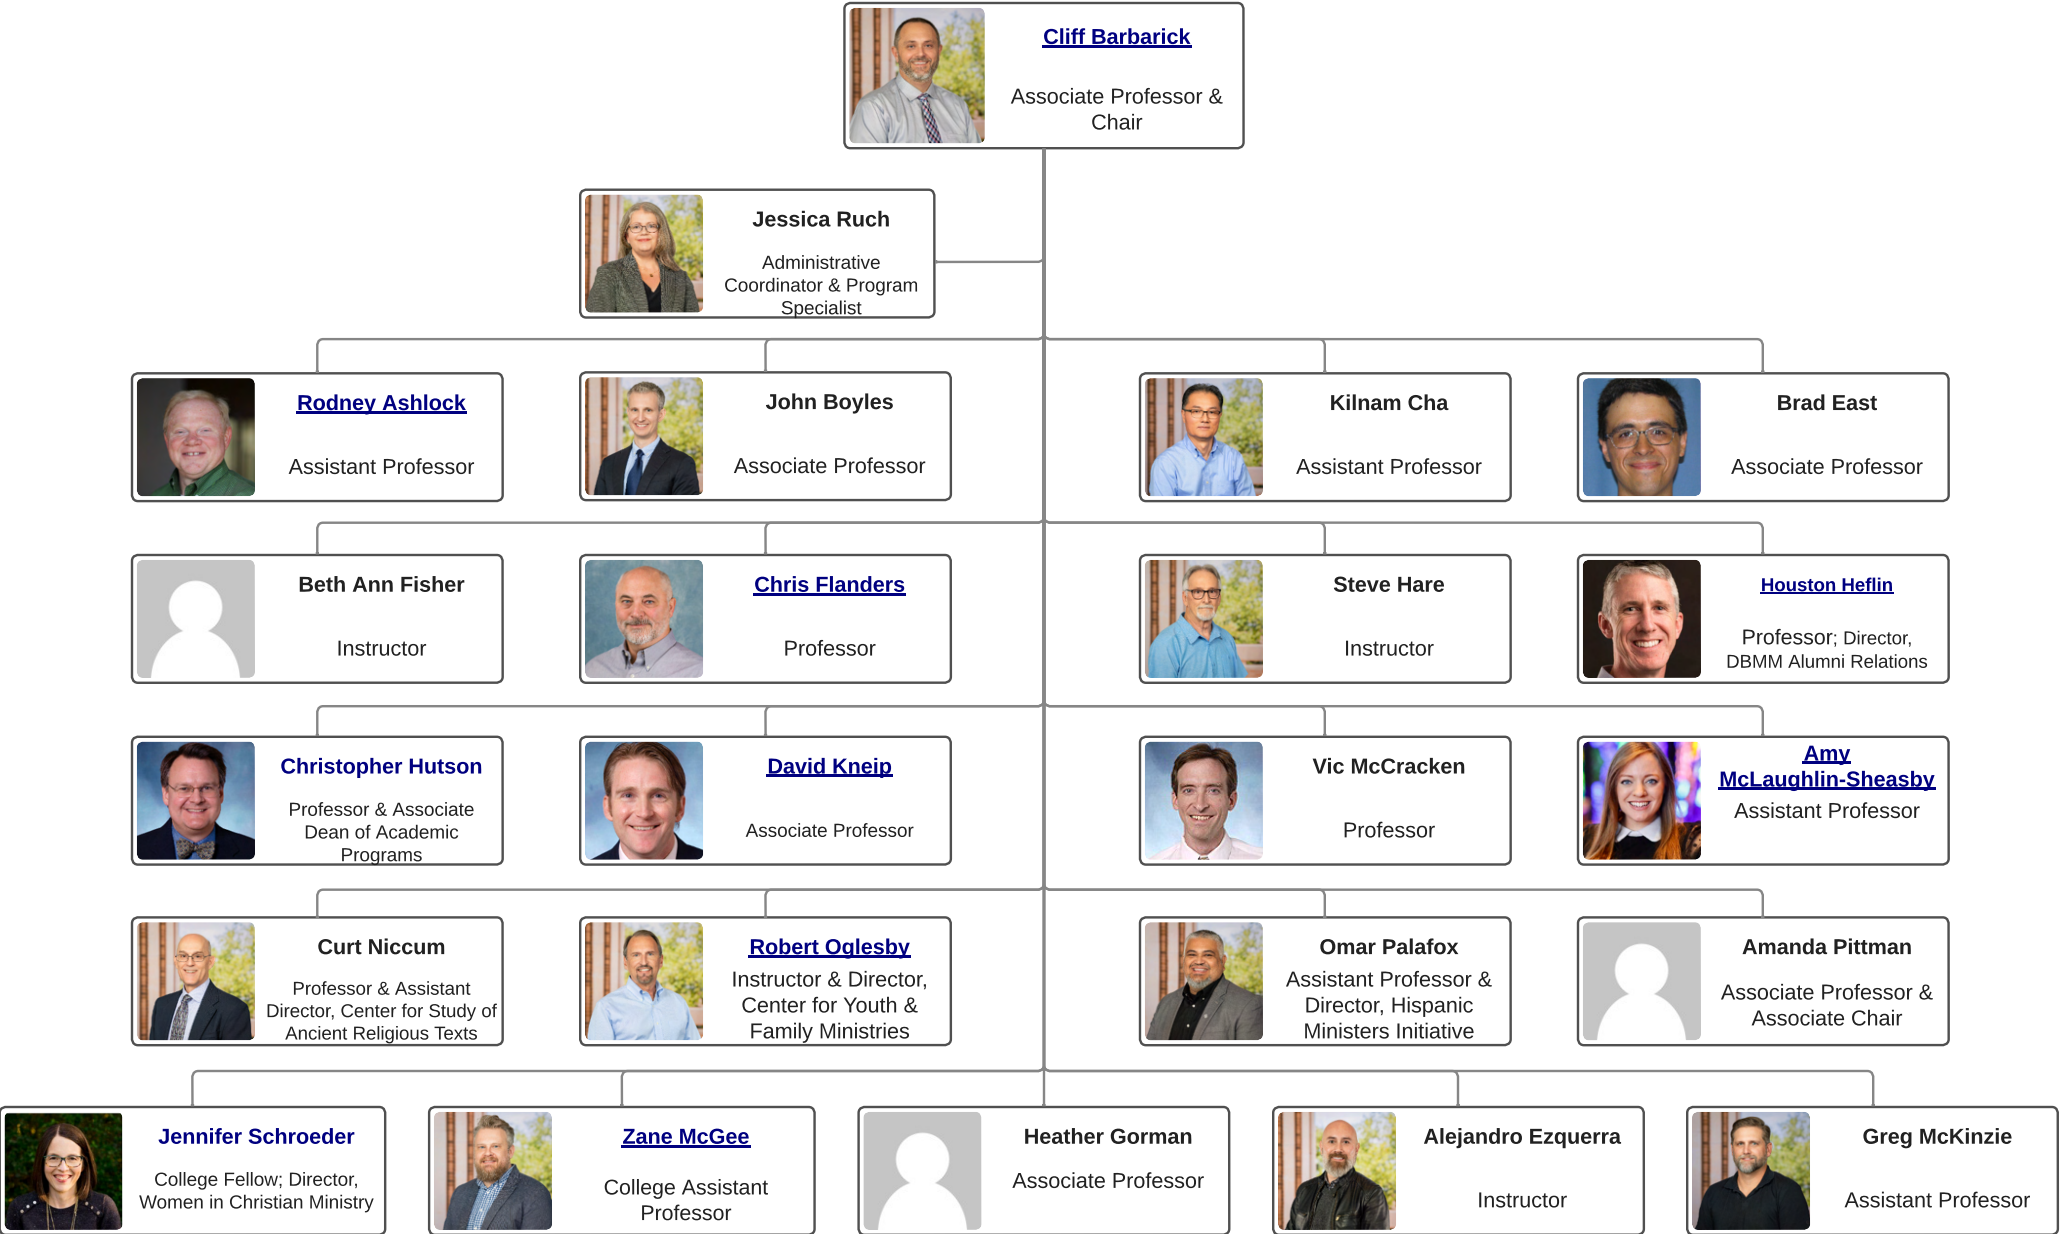 Cliff Barbarick
Associate Professor &
Chair
Jessica Ruch
Administrative
Coordinator & Program
Specialist
Rodney Ashlock
Assistant Professor
John Boyles
Associate Professor
Kilnam Cha
Assistant Professor
Brad East
Associate Professor
Beth Ann Fisher
Instructor
Chris Flanders
Professor
Steve Hare
Instructor
Houston Heflin
Professor; Director,
DBMM Alumni Relations
Christopher Hutson
Professor & Associate
Dean of Academic
Programs
David Kneip
Associate Professor
Vic McCracken
Professor
Amy
McLaughlin-Sheasby
Assistant Professor
Curt Niccum
Professor & Assistant
Director, Center for Study of
Ancient Religious Texts
Robert Oglesby
Instructor & Director,
Center for Youth &
Family Ministries
Omar Palafox
Assistant Professor &
Director, Hispanic
Ministers Initiative
Amanda Pittman
Associate Professor &
Associate Chair
Jennifer Schroeder
College Fellow; Director,
Women in Christian Ministry
Zane McGee
College Assistant
Professor
Heather Gorman
Associate Professor
Alejandro Ezquerra
Instructor
Greg McKinzie
Assistant Professor